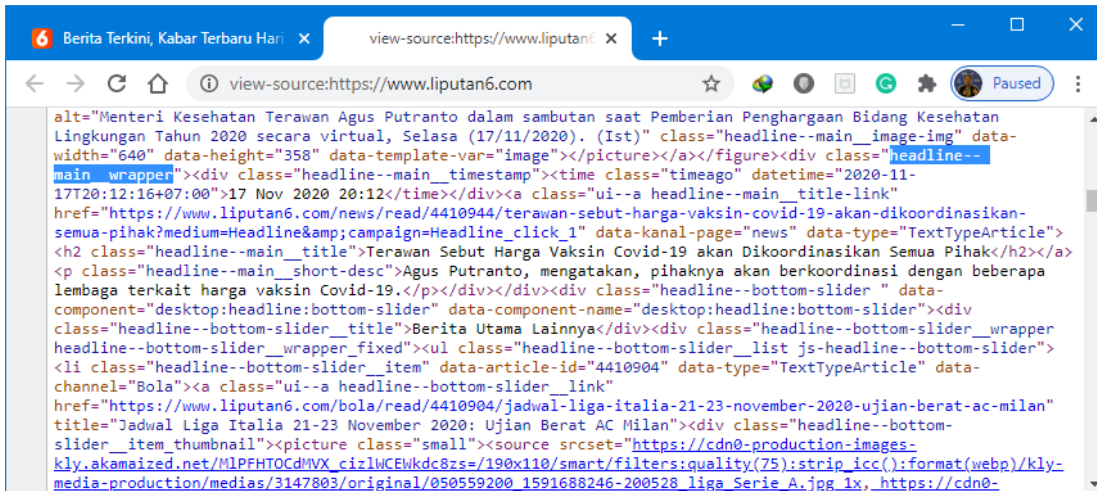 6 Berita Terkini, Kabar Terbaru Hari
view-source:https://www.liputan6
view-source:https://www.liputan6.com
G
Paused
alt="Menteri Kesehatan Terawan Agus Putranto dalam sambutan saat Pemberian Penghargaan Bidang Kesehatan
Lingkungan Tahun 2020 secara virtual, Selasa (17/11/2020). (Ist)" class="headline--main__image-img" data-
width="640" data-height="358" data-template-var="image"></picture></a></figure><div class="headline--
main__wrapper"><div class="headline--main__timestamp"><time class="timeago" datetime="2020-11-
17T20:12:16+07:00">17 Nov 2020 20:12</time></div><a class="ui--a headline--main__title-link"
href="https://www.liputan6.com/news/read/4410944/terawan-sebut-harga-vaksin-covid-19-akan-dikoordinasikan-
semua-pihak?medium=Headline&amp;campaign=Headline_click_1" data-kanal-page="news" data-type="TextTypeArticle">
<h2 class="headline--main__title">Terawan Sebut Harga Vaksin Covid-19 akan Dikoordinasikan Semua Pihak</h2></a>
<p class="headline--main__short-desc">Agus Putranto, mengatakan, pihaknya akan berkoordinasi dengan beberapa
lembaga terkait harga vaksin Covid-19.</p></div></div><div class="headline--bottom-slider " data-
component="desktop:headline:bottom-slider" data-component-name="desktop:headline:bottom-slider"><div
class="headline--bottom-slider__title">Berita Utama Lainnya</div><div class="headline--bottom-slider__wrapper
headline--bottom-slider__wrapper_fixed"><ul class="headline--bottom-slider__list js-headline--bottom-slider">
<li class="headline--bottom-slider__item" data-article-id="4410904" data-type="TextTypeArticle" data-
channel="Bola"><a class="ui--a headline--bottom-slider__link"
href="https://www.liputan6.com/bola/read/4410904/jadwal-liga-italia-21-23-november-2020-ujian-berat-ac-milan"
title="Jadwal Liga Italia 21-23 November 2020: Ujian Berat AC Milan"><div class="headline--bottom-
slider__item_thumbnail"><picture class="small"><source srcset="https://cdn0-production-images-
kly.akamaized.net/MlPFHTOCdMVX_cizlWCEWkdc8zs=/190x110/smart/filters:quality(75):strip_icc():format(webp)/kly-
media-production/medias/3147803/original/050559200_1591688246-200528_liga_Serie_A.jpg 1x, https://cdn0-